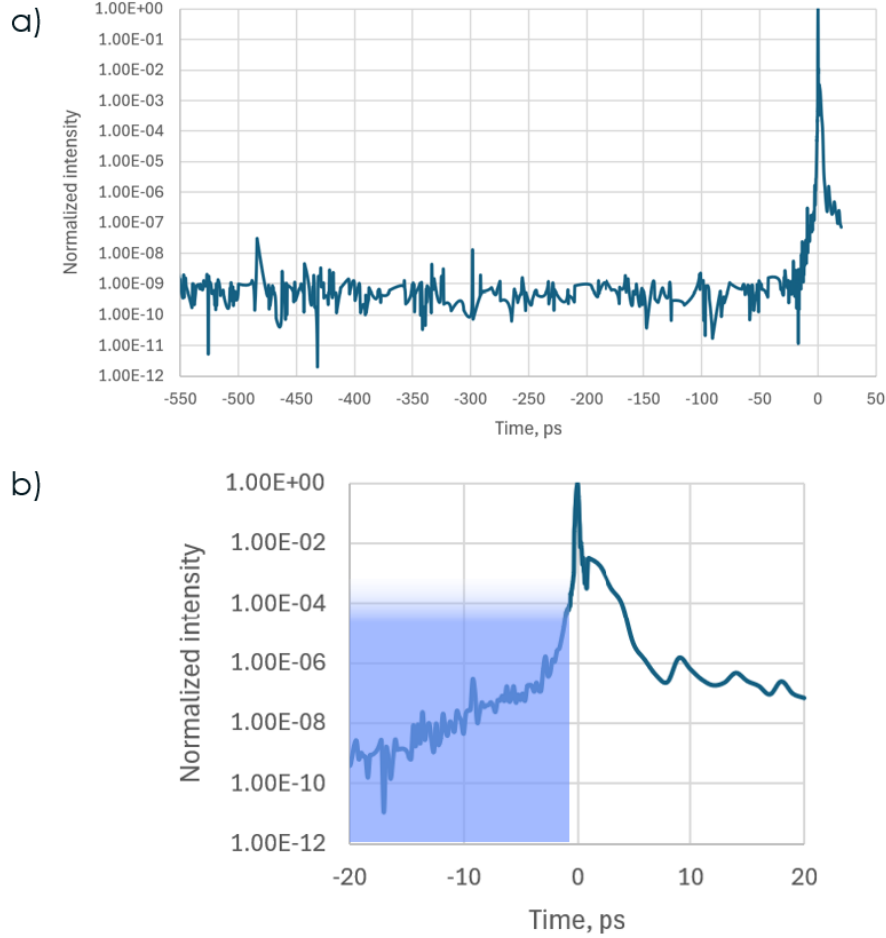 a)
1.00E+00
1.00E-01
1.00E-02
1.00E-03
1.00E-04
1.00E-05
1.00E-06
1.00E-07
1.00E-08
1.00E-09
1.00E-10
1.00E-11
1.00E-12
Normalized intensity
-550 -500 -450 -400 -350 -300 -250 -200 -150 -100 -50 0 50
Time, ps
b)
1.00E+00
1.00E-02
1.00E-04
1.00E-06
1.00E-08
1.00E-10
1.00E-12
Normalized intensity
-20 -10 0 10 20
Time, ps